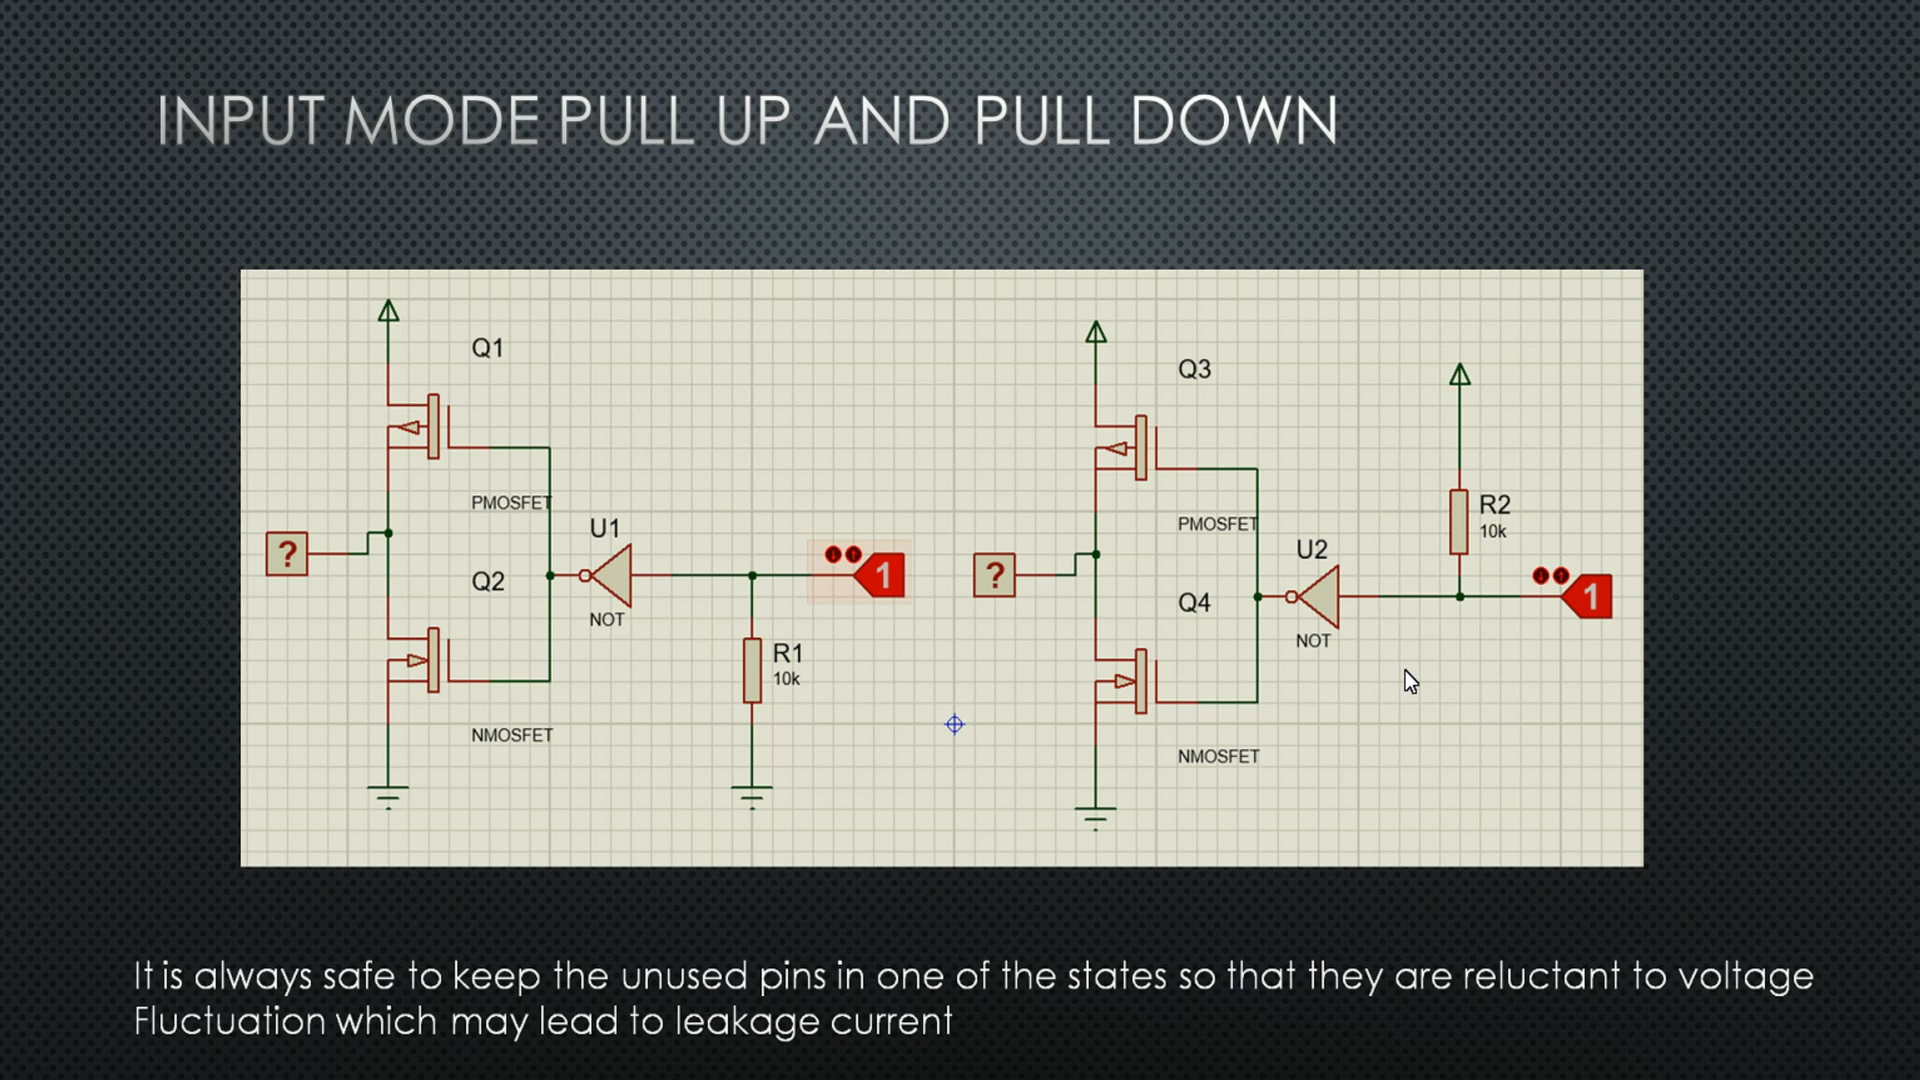 INPUT MODE PULL UP AND PULL DOWN
Q1
PMOSFET
?
Q2
NMOSFET
U1
NOT
1
R1
10k
Q3
PMOSFET
?
Q4
NMOSFET
U2
NOT
R2
10k
1
It is always safe to keep the unused pins in one of the states so that they are reluctant to voltage
Fluctuation which may lead to leakage current